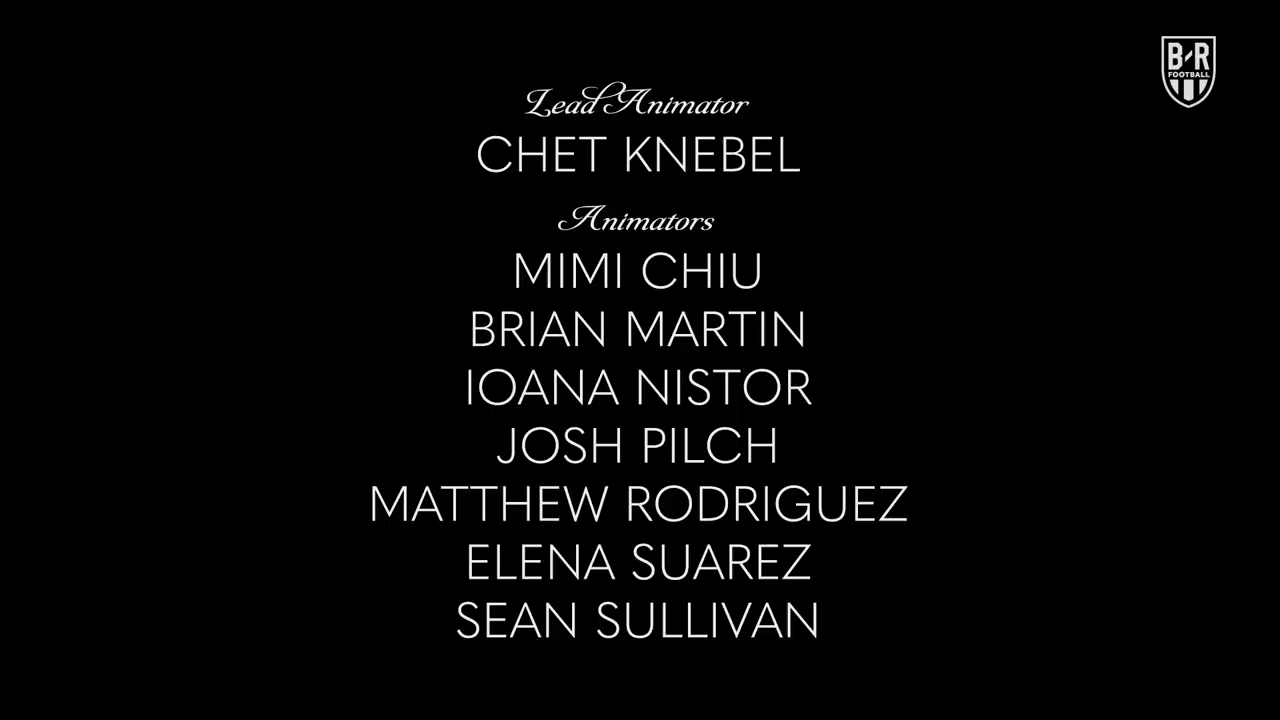 B/R
FOOTBALL
Lead Animator
CHET KNEBEL
Animators
MIMI CHIU
BRIAN MARTIN
IOANA NISTOR
JOSH PILCH
MATTHEW RODRIGUEZ
ELENA SUAREZ
SEAN SULLIVAN